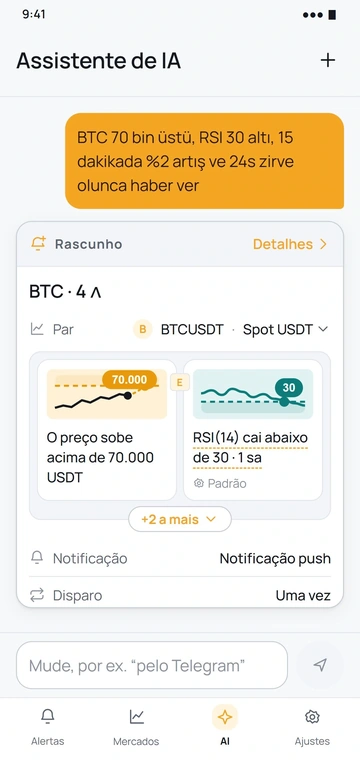 9:41
Assistente de IA
BTC 70 bin üstü, RSI 30 altı, 15
dakikada %2 artış ve 24s zirve
olunca haber ver
Rascunho
Detalhes
BTC · 4 ∧
Par
B
BTCUSDT · Spot USDT
70.000
E
30
O preço sobe
acima de 70.000
USDT
RSI(14) cai abaixo
de 30 · 1 sa
Padrão
+2 a mais
Notificação
Notificação push
Disparo
Uma vez
Mude, por ex. “pelo Telegram”
Alertas
Mercados
AI
Ajustes